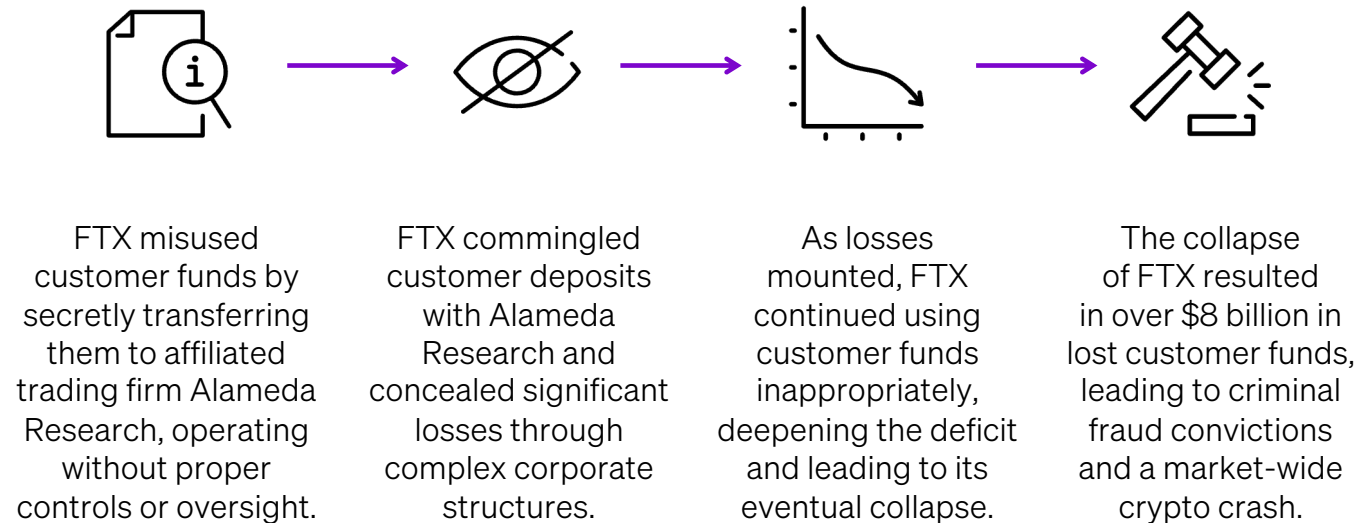 i
FTX misused
customer funds by
secretly transferring
them to affiliated
trading firm Alameda
Research, operating
without proper
controls or oversight.
FTX commingled
customer deposits
with Alameda
Research and
concealed significant
losses through
complex corporate
structures.
As losses
mounted, FTX
continued using
customer funds
inappropriately,
deepening the deficit
and leading to its
eventual collapse.
The collapse
of FTX resulted
in over $8 billion in
lost customer funds,
leading to criminal
fraud convictions
and a market-wide
crypto crash.